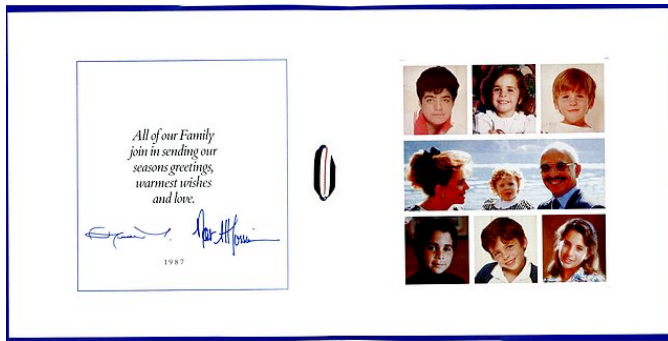 All of our Family
join in sending our
seasons greetings,
warmest wishes
and love.
1987